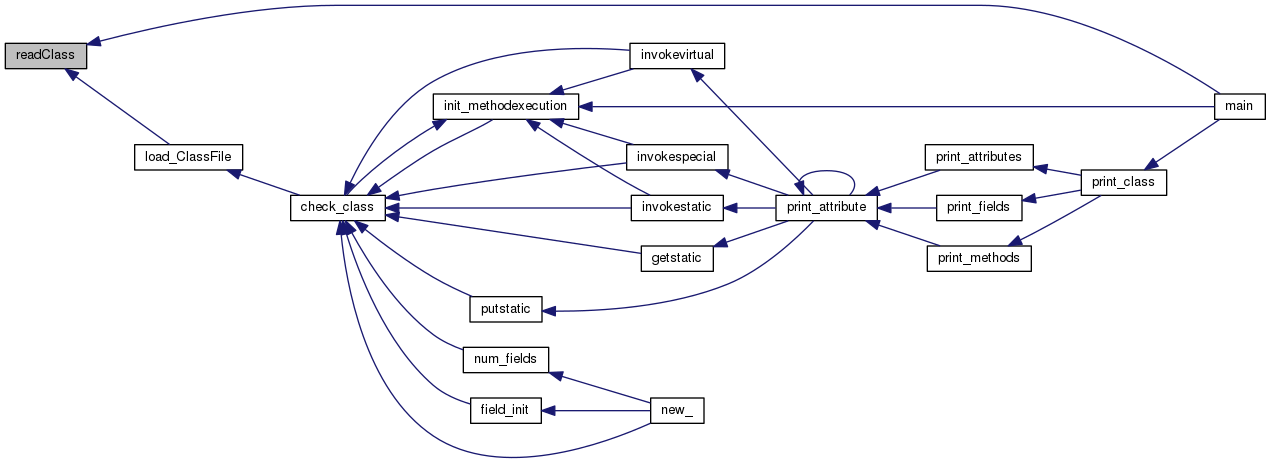 readClass
load_ClassFile
check_class
init_methodexecution
invokevirtual
invokespecial
invokestatic
getstatic
putstatic
num_fields
field_init
new_
print_attribute
print_attributes
print_fields
print_methods
print_class
main